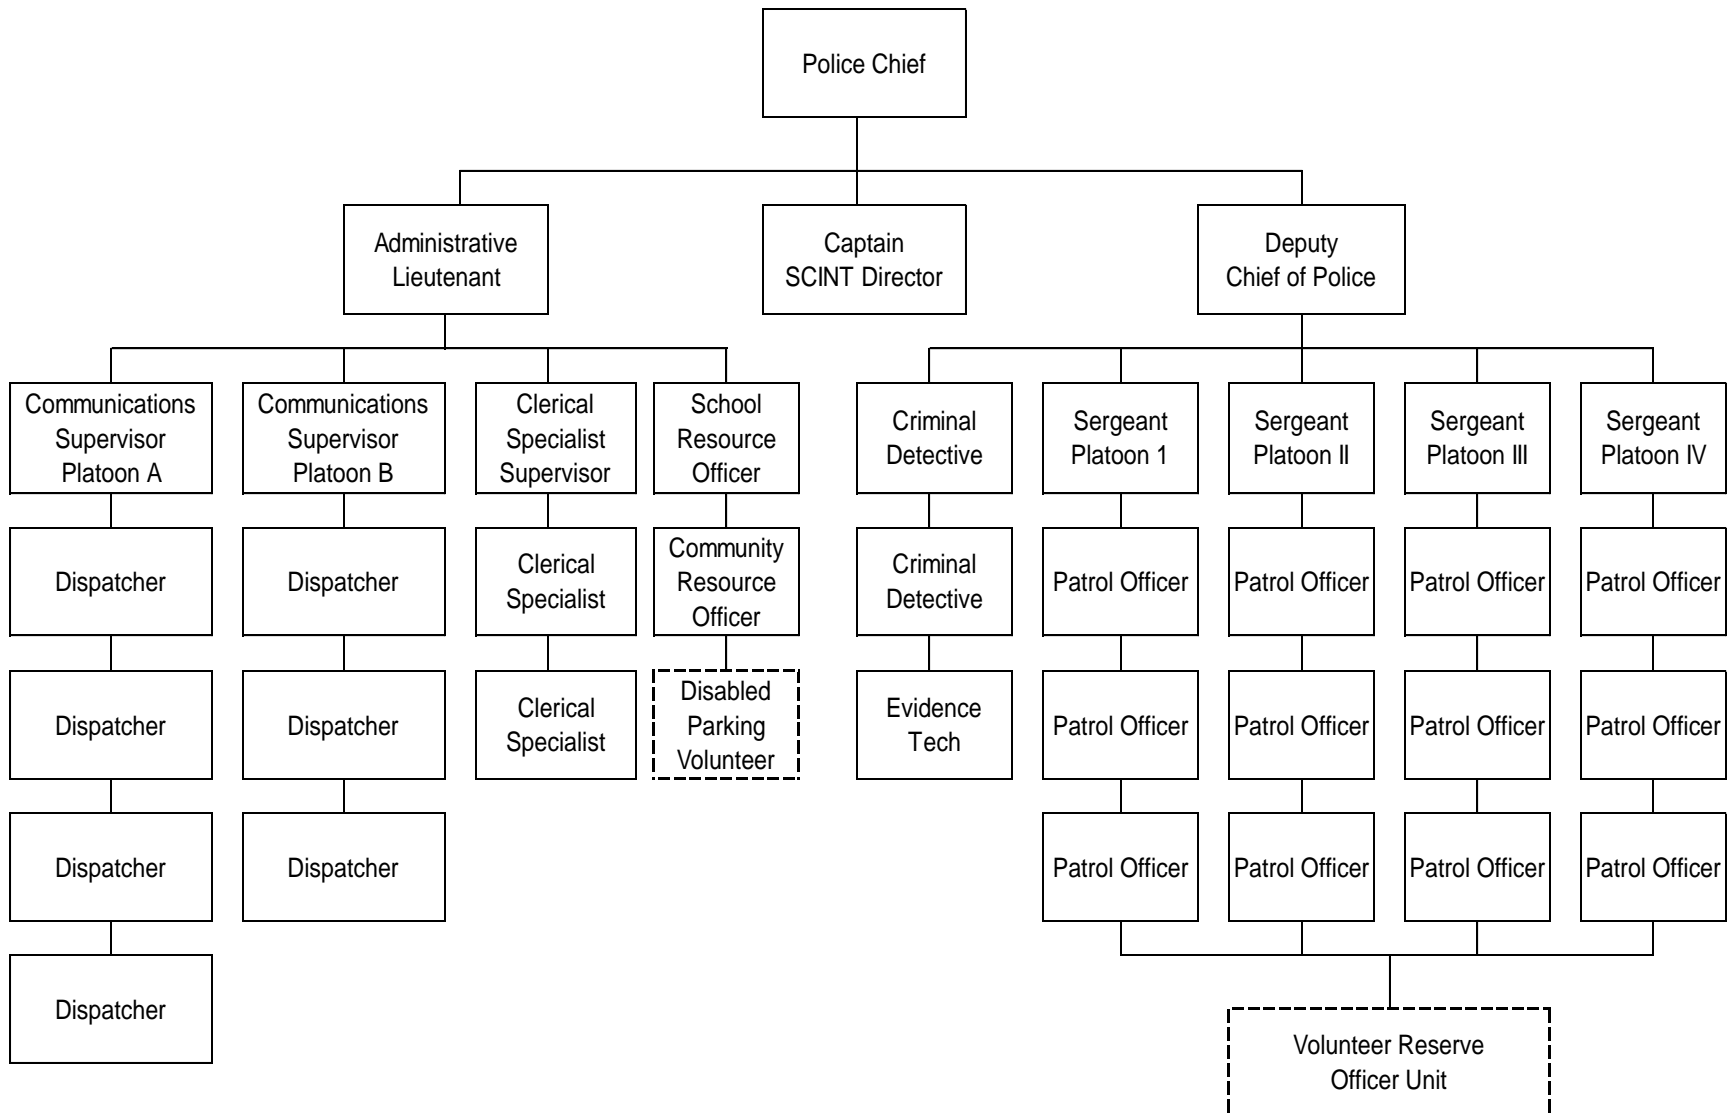 Police Chief
Administrative
Lieutenant
Captain
SCINT Director
Deputy
Chief of Police
Communications
Supervisor
Platoon A
Communications
Supervisor
Platoon B
Clerical
Specialist
Supervisor
School
Resource
Officer
Criminal
Detective
Sergeant
Platoon 1
Sergeant
Platoon II
Sergeant
Platoon III
Sergeant
Platoon IV
Dispatcher
Dispatcher
Clerical
Specialist
Community
Resource
Officer
Criminal
Detective
Patrol Officer
Patrol Officer
Patrol Officer
Patrol Officer
Dispatcher
Dispatcher
Clerical
Specialist
Disabled
Parking
Volunteer
Evidence
Tech
Patrol Officer
Patrol Officer
Patrol Officer
Patrol Officer
Dispatcher
Dispatcher
Patrol Officer
Patrol Officer
Patrol Officer
Patrol Officer
Dispatcher
Volunteer Reserve
Officer Unit